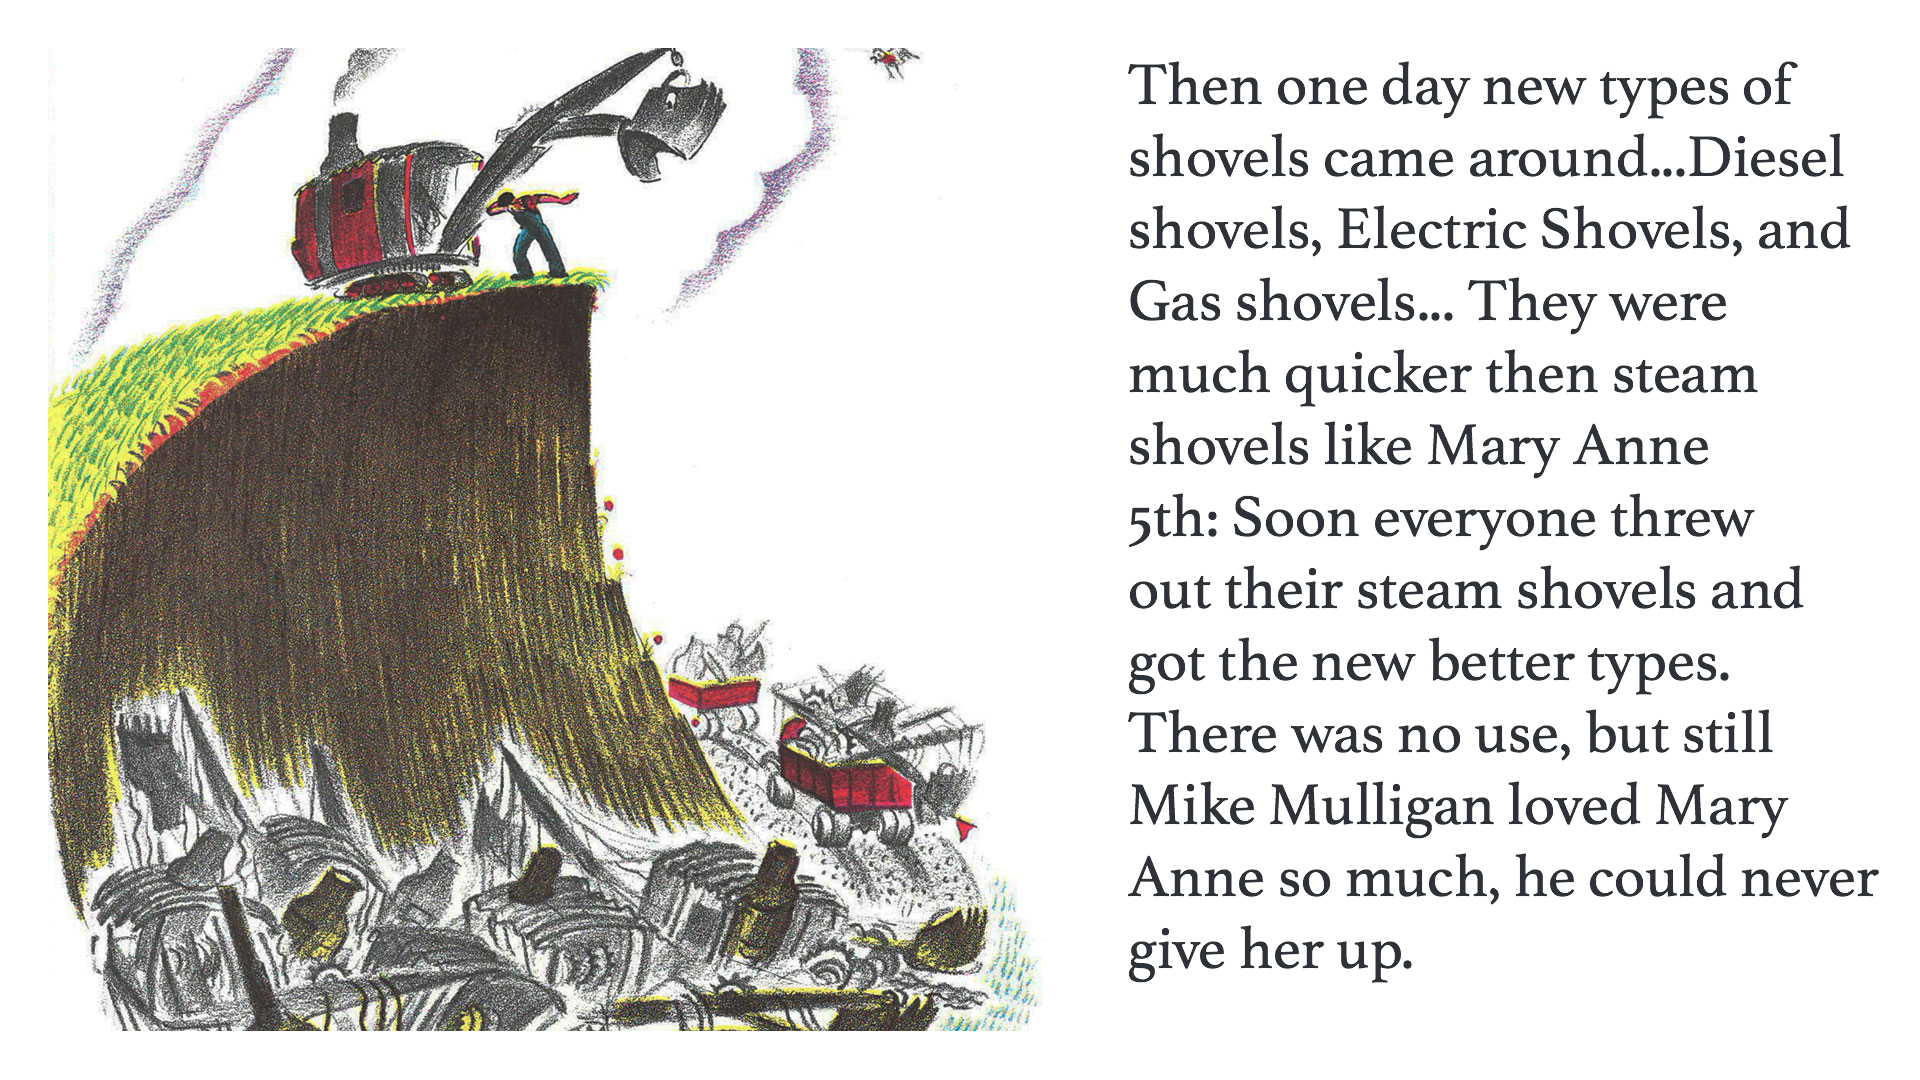 Then one day new types of
shovels came around...Diesel
shovels, Electric Shovels, and
Gas shovels... They were
much quicker then steam
shovels like Mary Anne
5th: Soon everyone threw
out their steam shovels and
got the new better types.
There was no use, but still
Mike Mulligan loved Mary
Anne so much, he could never
give her up.